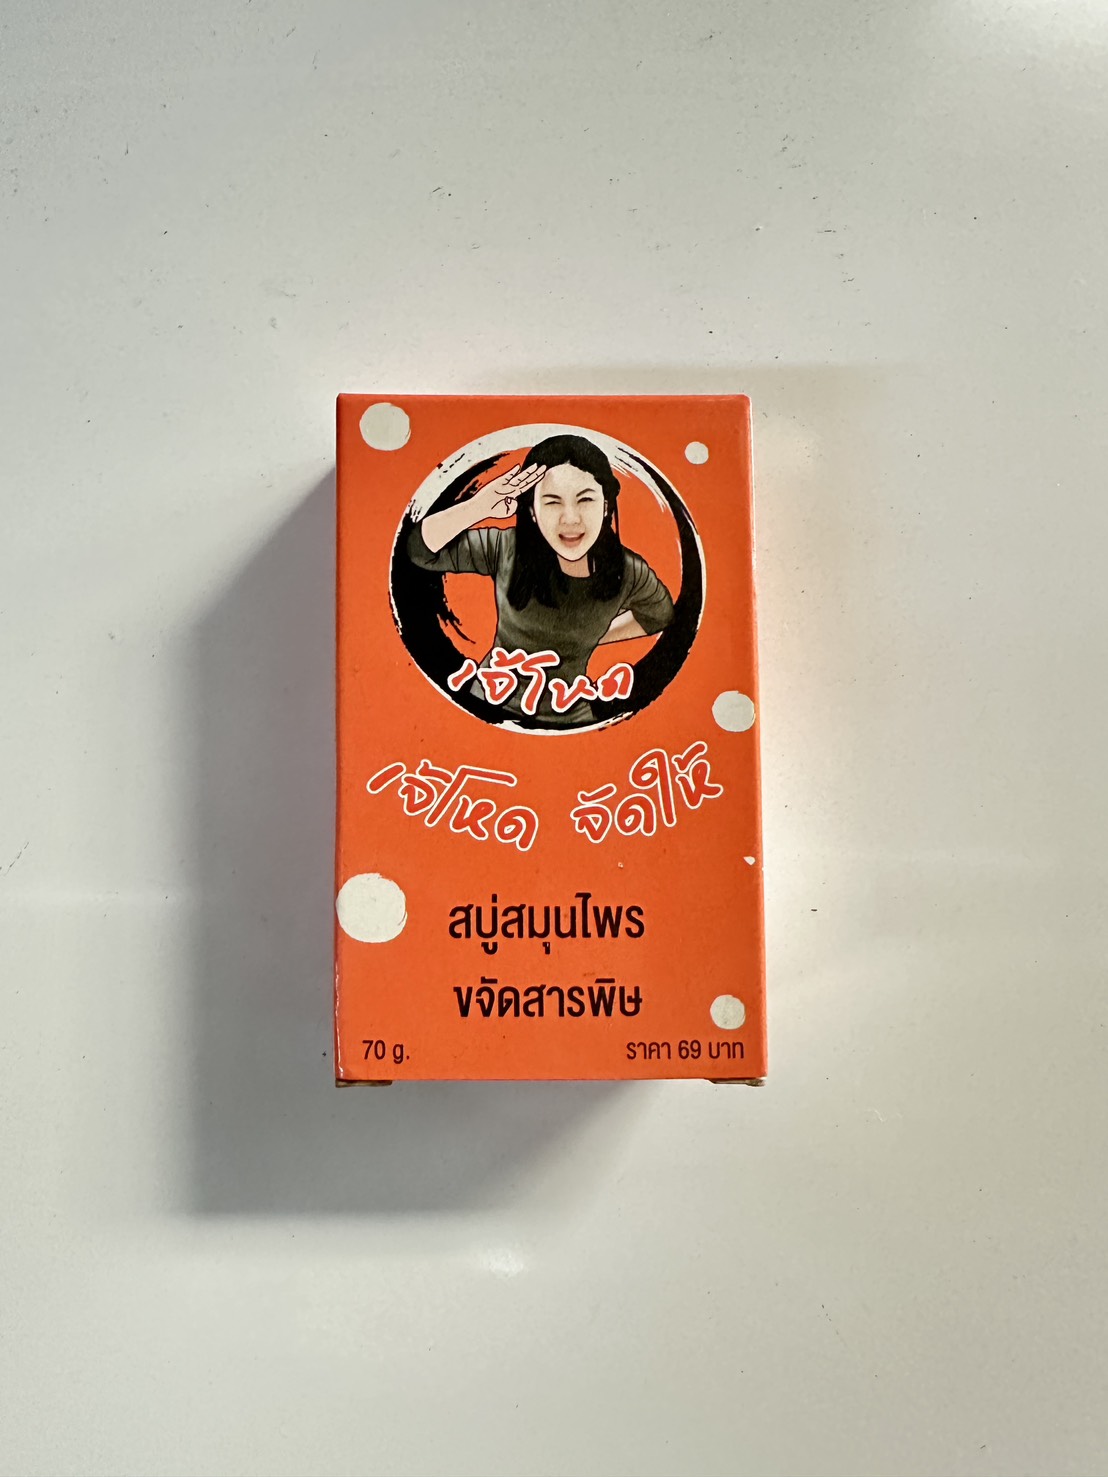 เจ๊โหด
เจ๊โหด จัดให้
สบู่สมุนไพร
ขจัดสารพิษ
70 g.
ราคา 69 บาท